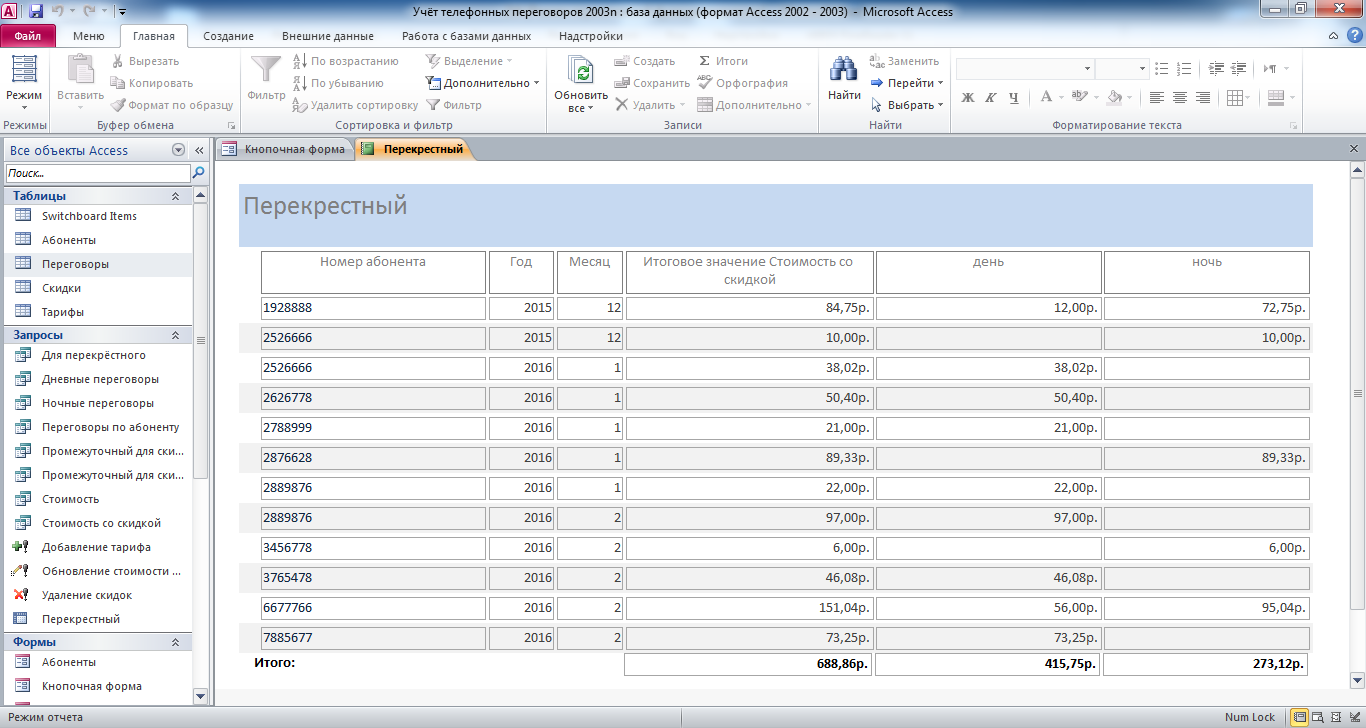 Учёт телефонных переговоров 2003п : база данных (формат Access 2002 - 2003) - Microsoft Access
Файл Меню Главная Создание Внешние данные Работа с базами данных Надстройки
Режим
Режимы
Вставить
Вырезать
Копировать
Формат по образцу
Буфер обмена
Фильтр
По возрастанию
По убыванию
Удалить сортировку
Выделение
Дополнительно
Фильтр
Сортировка и фильтр
Обновить
все
Создать
Сохранить
Удалить
Итоги
Орфография
Дополнительно
Записи
Найти
Заменить
Перейти
Выбрать
Найти
Ж К Ч А
Форматирование текста
Все объекты Access
Поиск...
Таблицы
Switchboard Items
Абоненты
Переговоры
Скидки
Тарифы
Запросы
Для перекрёстного
Дневные переговоры
Ночные переговоры
Переговоры по абоненту
Промежуточный для ски...
Промежуточный для ски...
Стоимость
Стоимость со скидкой
Добавление тарифа
Обновление стоимости ...
Удаление скидок
Перекрестный
Формы
Абоненты
Кнопочная форма
Кнопочная форма Перекрестный
Перекрестный
Номер абонента Год Месяц Итоговое значение Стоимость со скидкой день ночь
1928888 2015 12 84,75р. 12,00р. 72,75р.
2526666 2015 12 10,00р. 10,00р.
2526666 2016 1 38,02р. 38,02р.
2626778 2016 1 50,40р. 50,40р.
2788999 2016 1 21,00р. 21,00р.
2876628 2016 1 89,33р. 89,33р.
2889876 2016 1 22,00р. 22,00р.
2889876 2016 2 97,00р. 97,00р.
3456778 2016 2 6,00р. 6,00р.
3765478 2016 2 46,08р. 46,08р.
6677766 2016 2 151,04р. 56,00р. 95,04р.
7885677 2016 2 73,25р. 73,25р.
Итого: 688,86р. 415,75р. 273,12р.
Режим отчета
Num Lock